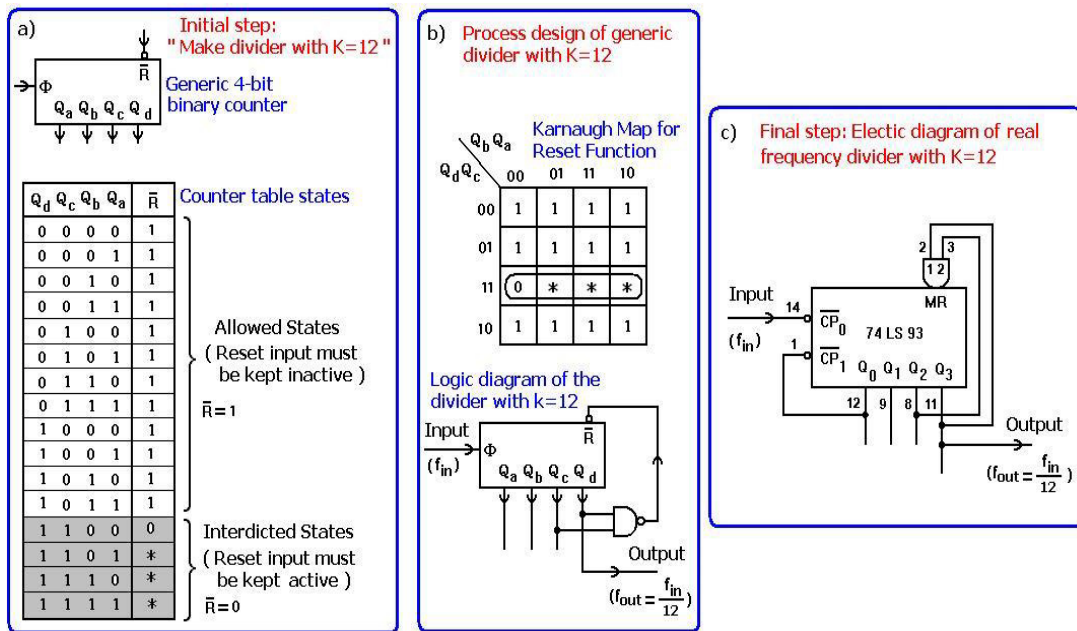 a)
Initial step:
" Make divider with K=12 "
R
Φ
Generic 4-bit
binary counter
Qa Qb Qc Qd
Counter table states
Qd Qc Qb Qa R
0 0 0 0 1
0 0 0 1 1
0 0 1 0 1
0 0 1 1 1
0 1 0 0 1
0 1 0 1 1
0 1 1 0 1
0 1 1 1 1
1 0 0 0 1
1 0 0 1 1
1 0 1 0 1
1 0 1 1 1
1 1 0 0 0
1 1 0 1 *
1 1 1 0 *
1 1 1 1 *
Allowed States
( Reset input must
be kept inactive )
R̅=1
Interdicted States
( Reset input must
be kept active )
R̅=0
b)
Process design of generic
divider with K=12
Karnaugh Map for
Reset Function
QbQa
QdQc
00 01 11 10
00 1 1 1 1
01 1 1 1 1
11 0 * * *
10 1 1 1 1
Logic diagram of the
divider with k=12
Input
(fin)
R̅
Φ
Qa Qb Qc Qd
Output
(fout=fin/12)
c)
Final step: Electic diagram of real
frequency divider with K=12
2 3
1 2
MR
Input
14
(fin)
C̅P̅0
74 LS 93
1
C̅P̅1
Q0 Q1 Q2 Q3
12 9 8 11
Output
(fout=fin/12)